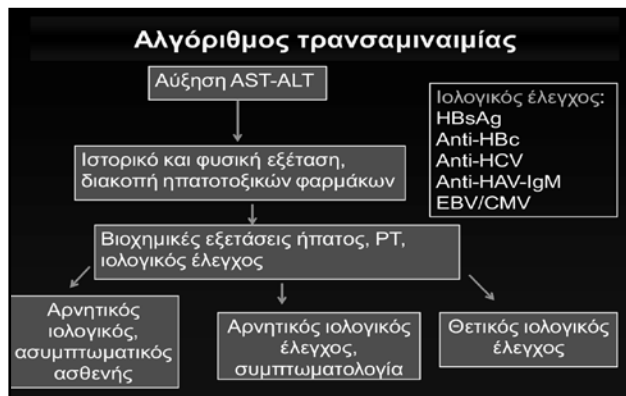 Αλγόριθμος τρανσαμιναιμίας
Αύξηση AST-ALT
Ιστορικό και φυσική εξέταση,
διακοπή ηπατοτοξικών φαρμάκων
Βιοχημικές εξετάσεις ήπατος, PT,
ιολογικός έλεγχος
Ιολογικός έλεγχος:
HBsAg
Anti-HBc
Anti-HCV
Anti-HAV-IgM
EBV/CMV
Αρνητικός
ιολογικός,
ασυμπτωματικός
ασθενής
Αρνητικός ιολογικός
έλεγχος,
συμπτωματολογία
Θετικός ιολογικός
έλεγχος